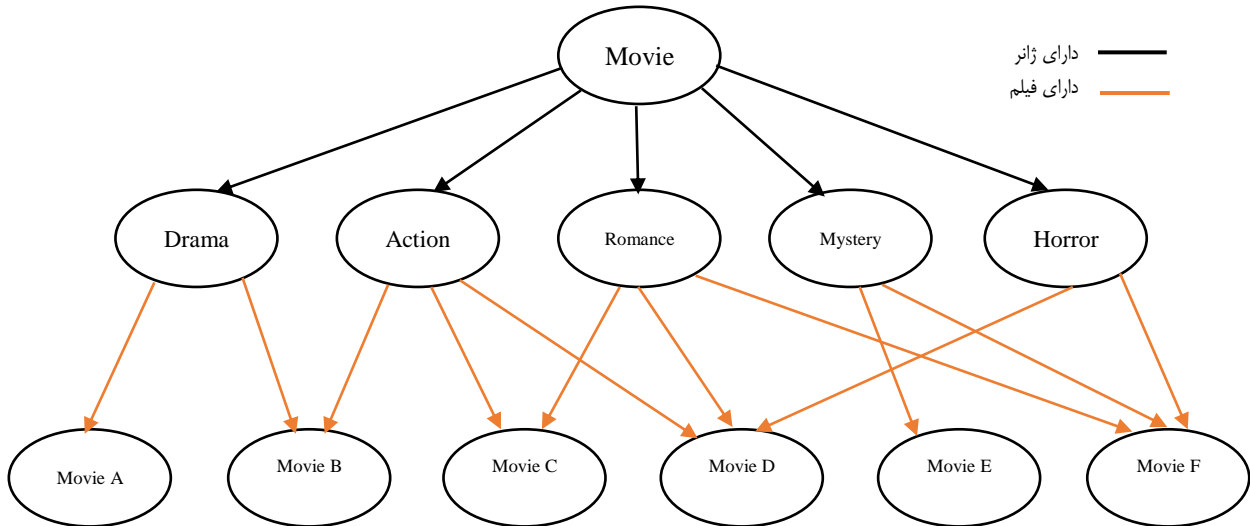 Movie
دارای ژانر
دارای فیلم
Drama
Action
Romance
Mystery
Horror
Movie A
Movie B
Movie C
Movie D
Movie E
Movie F